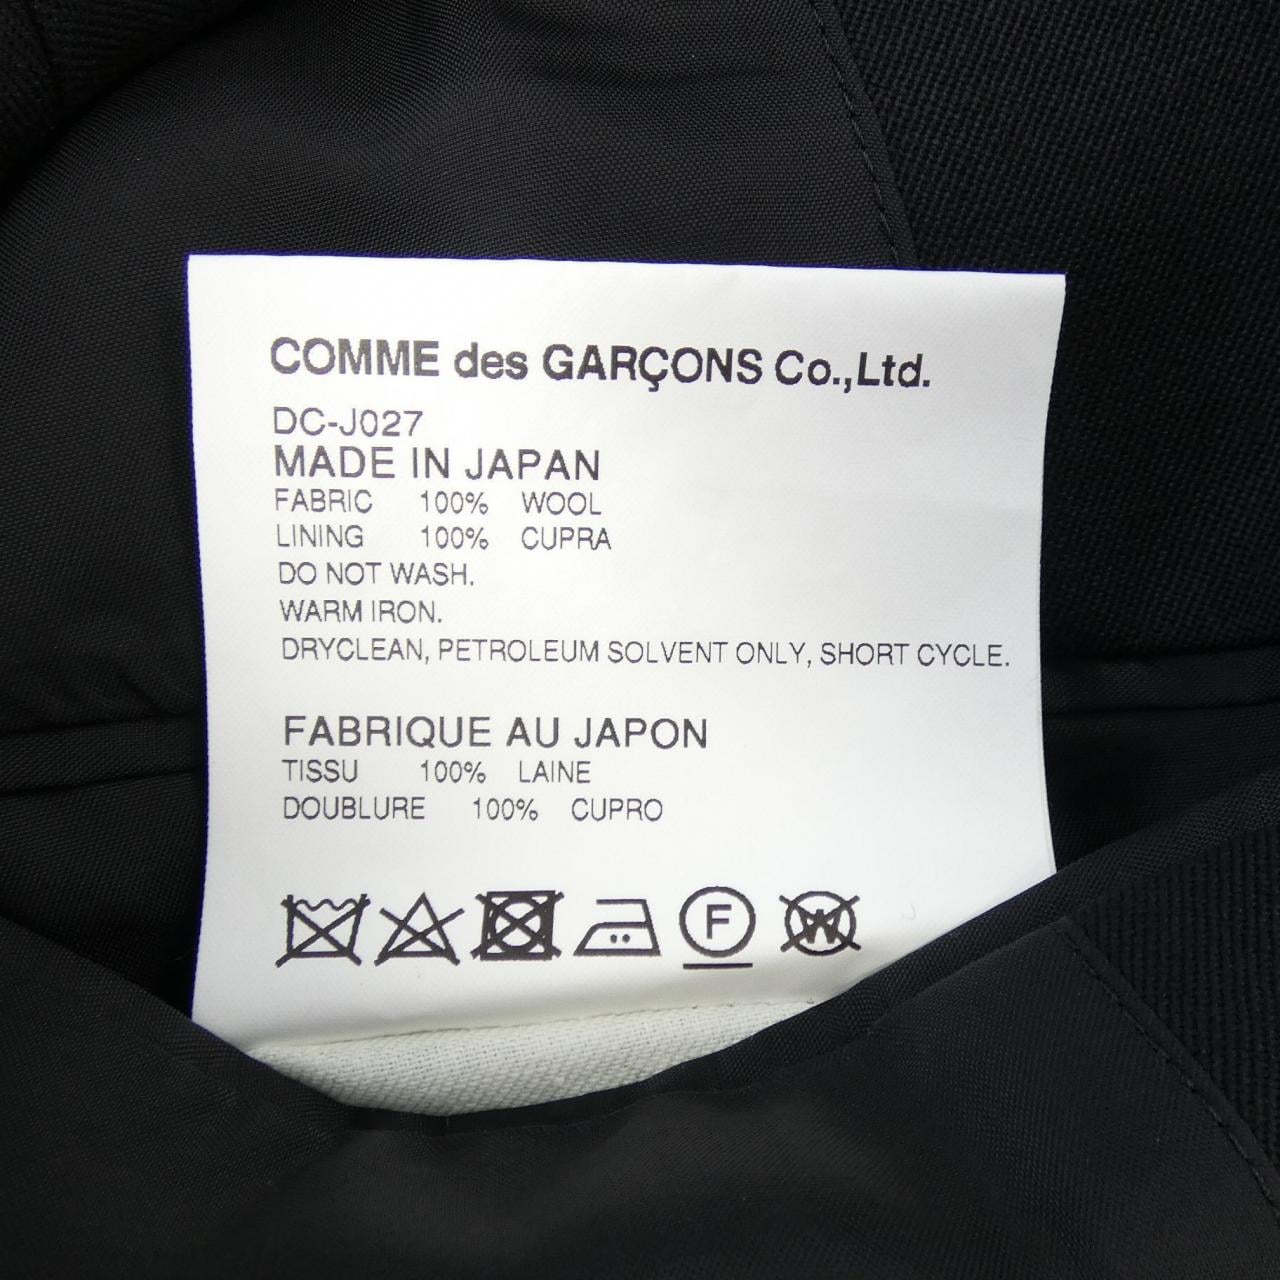 COMME des GARÇONS Co.,Ltd.
DC-J027
MADE IN JAPAN
FABRIC 100% WOOL
LINING 100% CUPRA
DO NOT WASH.
WARM IRON.
DRYCLEAN, PETROLEUM SOLVENT ONLY, SHORT CYCLE.
FABRIQUE AU JAPON
TISSU 100% LAINE
DOUBLURE 100% CUPRO
F W